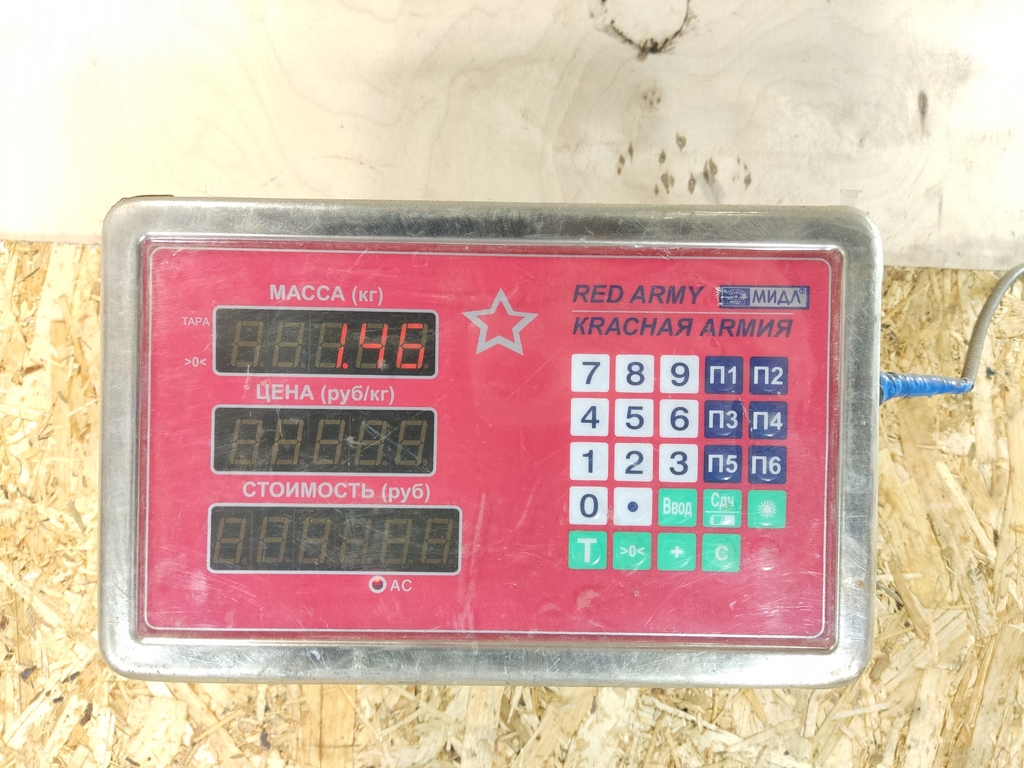 МАССА (кг)
ТАРА
>0<
1.46
ЦЕНА (руб/кг)
СТОИМОСТЬ (руб)
AC
RED ARMY МИДЛ®
КRАСНАЯ АRМИЯ
7 8 9 П1 П2
4 5 6 П3 П4
1 2 3 П5 П6
0 • Ввод Сдч
T >0< + C